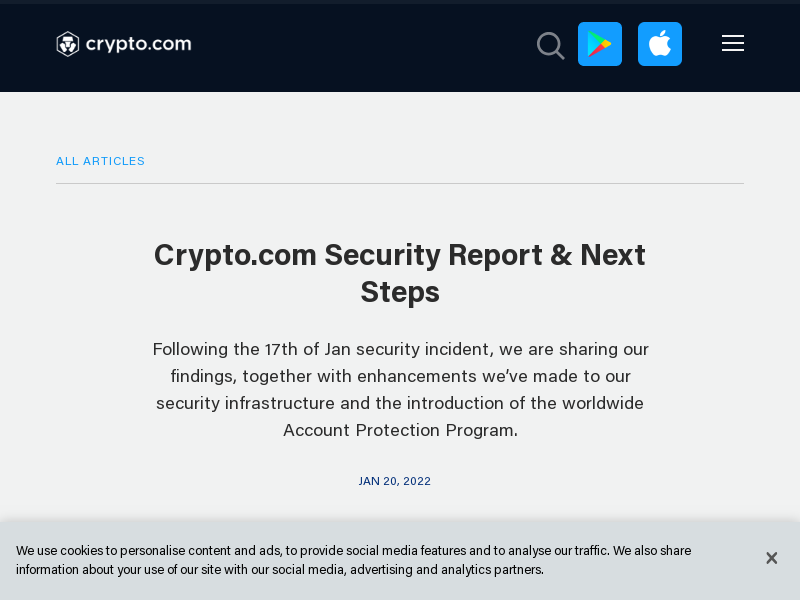 crypto.com
ALL ARTICLES
Crypto.com Security Report & Next
Steps
Following the 17th of Jan security incident, we are sharing our
findings, together with enhancements we’ve made to our
security infrastructure and the introduction of the worldwide
Account Protection Program.
JAN 20, 2022
We use cookies to personalise content and ads, to provide social media features and to analyse our traffic. We also share
information about your use of our site with our social media, advertising and analytics partners.